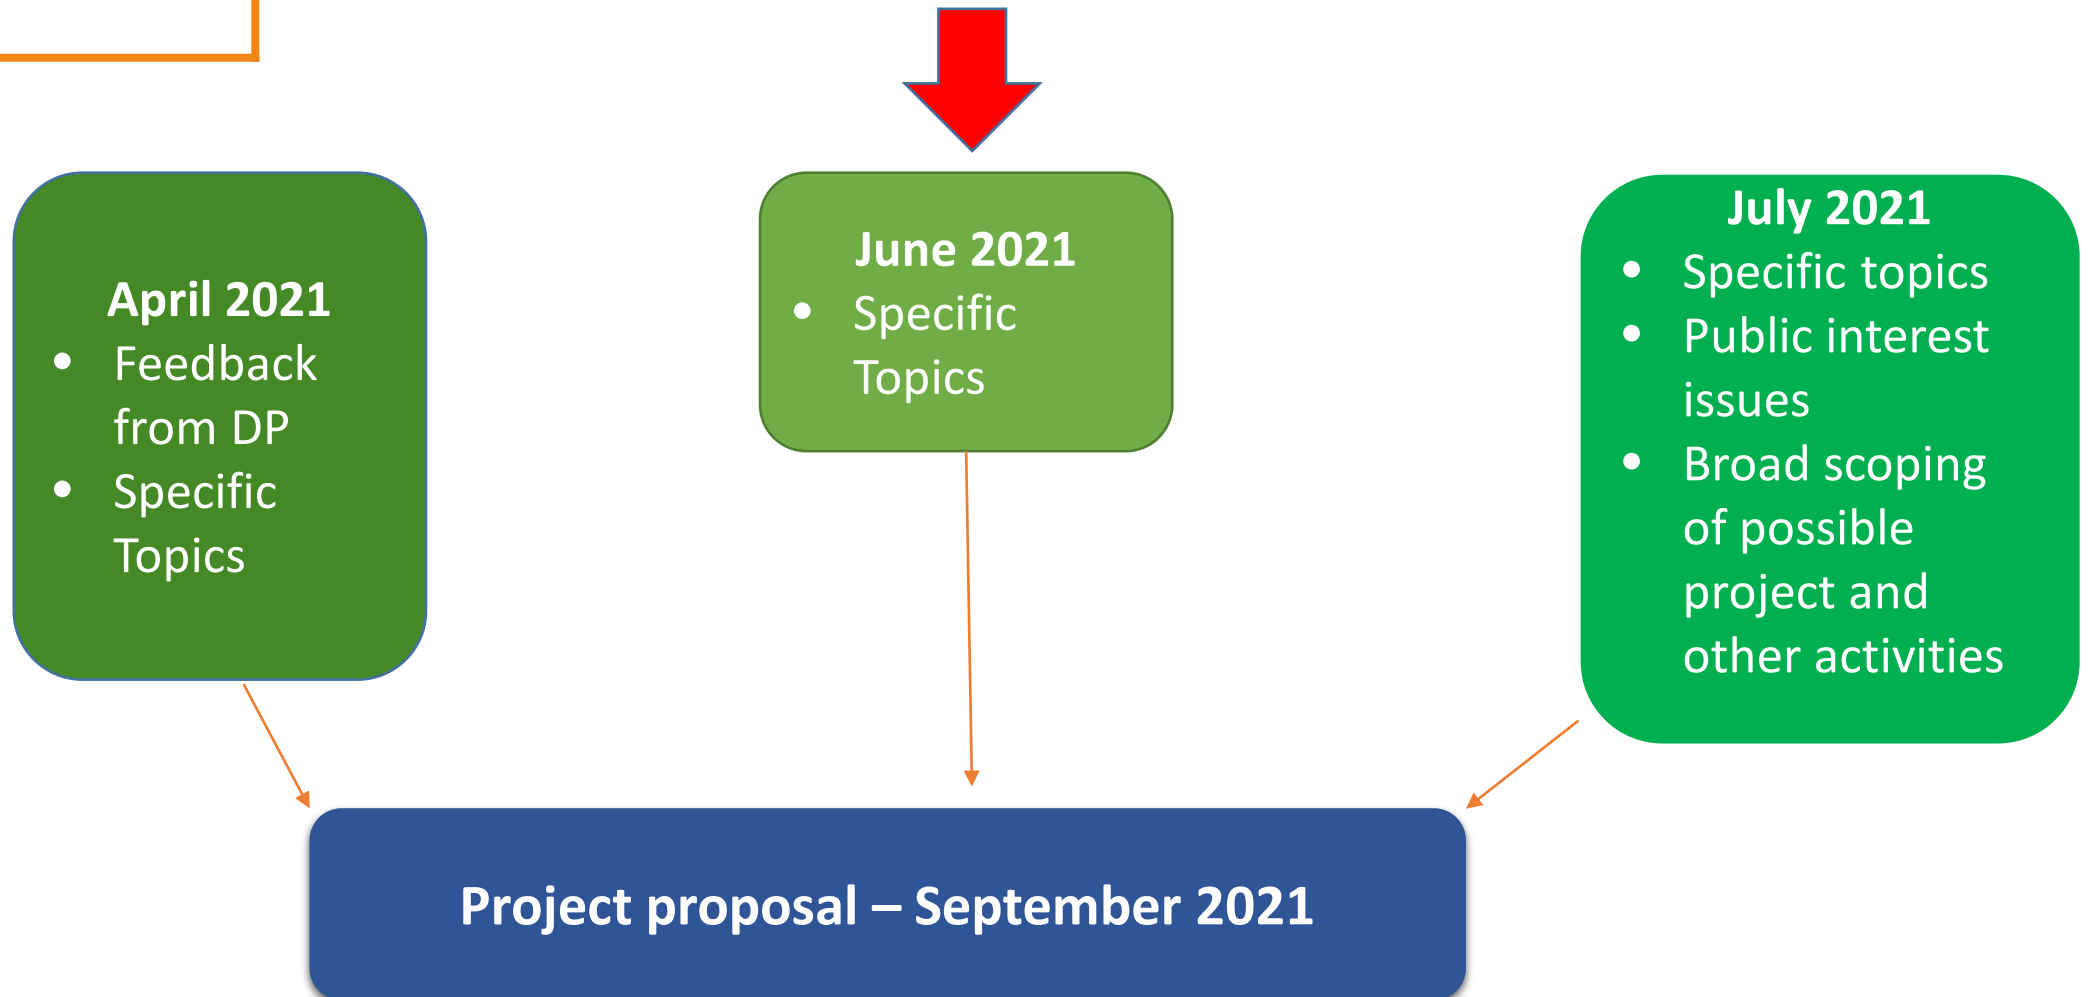 April 2021
• Feedback
from DP
• Specific
Topics
June 2021
• Specific
Topics
July 2021
• Specific topics
• Public interest
issues
• Broad scoping
of possible
project and
other activities
Project proposal – September 2021